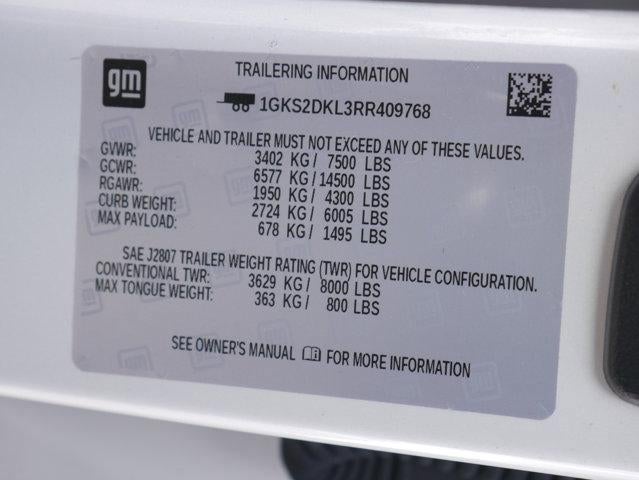 gm
TRAILERING INFORMATION
1GKS2DKL3RR409768
VEHICLE AND TRAILER MUST NOT EXCEED ANY OF THESE VALUES.
GVWR: 3402 KG / 7500 LBS
GCWR: 6577 KG / 14500 LBS
RGAWR: 1950 KG / 4300 LBS
CURB WEIGHT: 2724 KG / 6005 LBS
MAX PAYLOAD: 678 KG / 1495 LBS
SAE J2807 TRAILER WEIGHT RATING (TWR) FOR VEHICLE CONFIGURATION.
CONVENTIONAL TWR: 3629 KG / 8000 LBS
MAX TONGUE WEIGHT: 363 KG / 800 LBS
SEE OWNER'S MANUAL FOR MORE INFORMATION